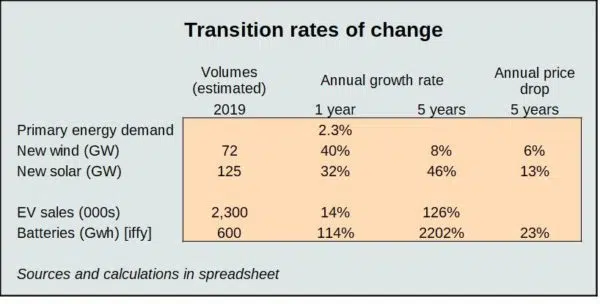 Transition rates of change
Volumes (estimated) Annual growth rate Annual price drop
2019 1 year 5 years 5 years
Primary energy demand 2.3%
New wind (GW) 72 40% 8% 6%
New solar (GW) 125 32% 46% 13%
EV sales (000s) 2,300 14% 126%
Batteries (Gwh) [iffy] 600 114% 2202% 23%
Sources and calculations in spreadsheet